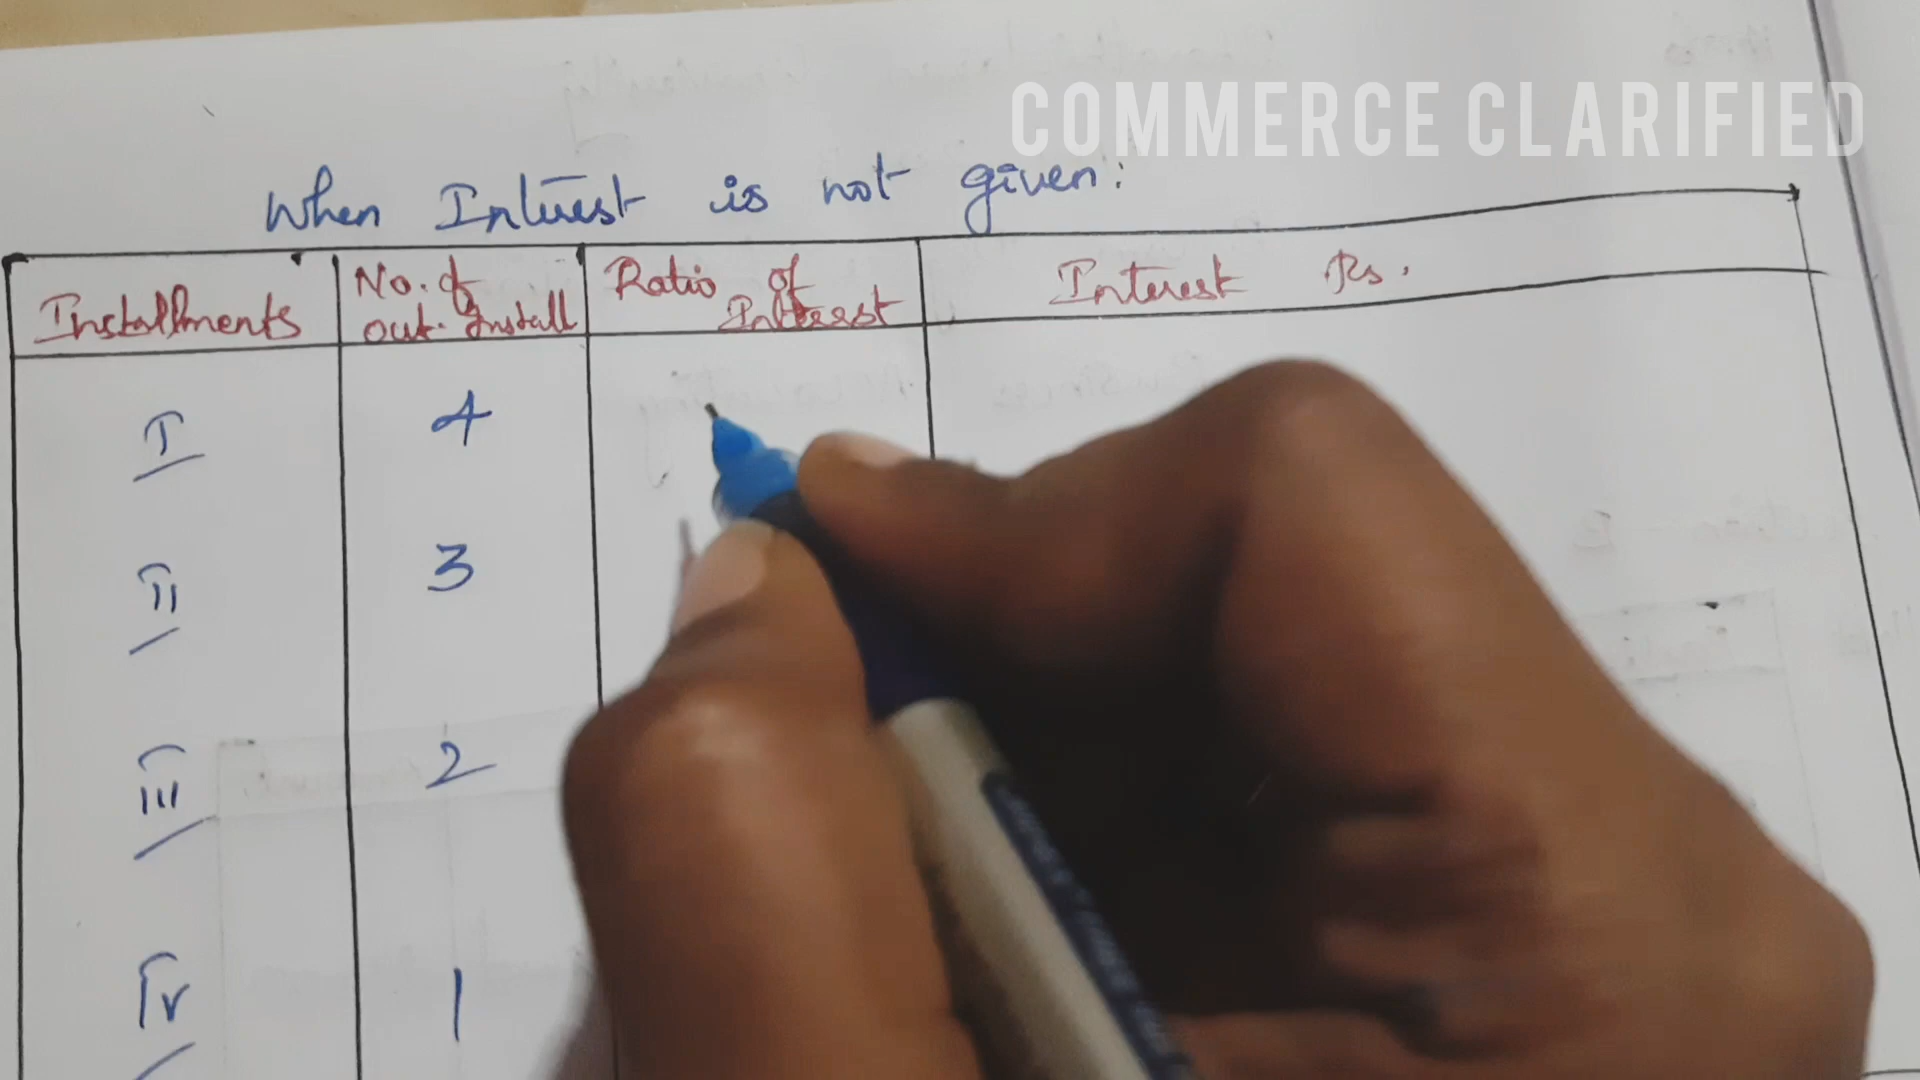 COMMERCE CLARIFIED
When Interest is not given:
Installments
No. of
out. Install
Ratio of
Interest
Interest Rs.
I 4
II 3
III 2
IV 1